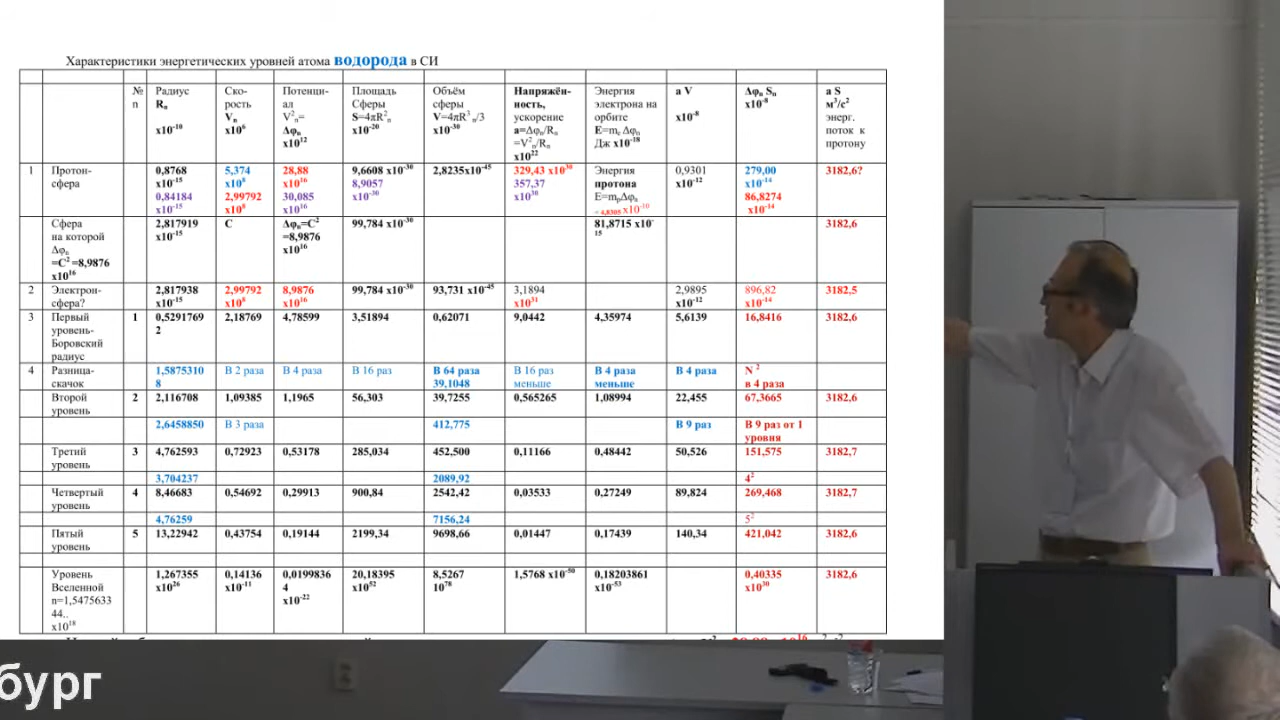 Характеристики энергетических уровней атома водорода в СИ
№ n | Радиус Rn x10-10 | Ско-рость Vn x10⁶ | Потенци-ал V²n= Δφn x10¹² | Площадь Сферы S=4πR²n x10-20 | Объём сферы V=4πR³n/3 x10-30 | Напряжён-ность, ускорение a=Δφn/Rn =V²n/Rn x10²² | Энергия электрона на орбите E=me Δφn Дж x10-18 | a V x10-8 | Δφn Sn x10-8 | a S м³/с² энерг. поток к протону
1 | Протон-сфера | 0,8768 x10-15 0,84184 x10-15 | 5,374 x10⁸ 2,99792 x10⁸ | 28,88 x10¹⁶ 30,085 x10¹⁶ | 9,6608 x10-30 8,9057 x10-30 | 2,8235x10-45 | 329,43 x10³⁰ 357,37 x10³⁰ | Энергия протона E=mpΔφn = 4,8305 x10-10 | 0,9301 x10-12 | 279,00 x10-14 86,8274 x10-14 | 3182,6?
Сфера на которой Δφn =C²=8,9876 x10¹⁶ | 2,817919 x10-15 | C | Δφn=C² =8,9876 x10¹⁶ | 99,784 x10-30 | 81,8715 x10-15 | 3182,6
2 | Электрон-сфера? | 2,817938 x10-15 | 2,99792 x10⁸ | 8,9876 x10¹⁶ | 99,784 x10-30 | 93,731 x10-45 | 3,1894 x10³¹ | 2,9895 x10-12 | 896,82 x10-14 | 3182,5
3 | Первый уровень-Боровский радиус | 1 | 0,52917692 | 2,18769 | 4,78599 | 3,51894 | 0,62071 | 9,0442 | 4,35974 | 5,6139 | 16,8416 | 3182,6
4 | Разница-скачок | 1,58753108 | В 2 раза | В 4 раза | В 16 раз | В 64 раза 39,1048 | В 16 раз меньше | В 4 раза меньше | В 4 раза | N ² в 4 раза
Второй уровень | 2 | 2,116708 | 1,09385 | 1,1965 | 56,303 | 39,7255 | 0,565265 | 1,08994 | 22,455 | 67,3665 | 3182,6
2,6458850 | В 3 раза | 412,775 | В 9 раз | В 9 раз от 1 уровня
Третий уровень | 3 | 4,762593 | 0,72923 | 0,53178 | 285,034 | 452,500 | 0,11166 | 0,48442 | 50,526 | 151,575 | 3182,7
3,704237 | 2089,92 | 4²
Четвертый уровень | 4 | 8,46683 | 0,54692 | 0,29913 | 900,84 | 2542,42 | 0,03533 | 0,27249 | 89,824 | 269,468 | 3182,7
4,76259 | 7156,24 | 5²
Пятый уровень | 5 | 13,22942 | 0,43754 | 0,19144 | 2199,34 | 9698,66 | 0,01447 | 0,17439 | 140,34 | 421,042 | 3182,6
Уровень Вселенной n=1,5475633 44.. x10¹⁸ | 1,267355 x10²⁶ | 0,14136 x10-11 | 0,01998364 x10-22 | 20,18395 x10⁵² | 8,5267 10⁷⁸ | 1,5768 x10-50 | 0,18203861 x10-53 | 0,40335 x10³⁰ | 3182,6
бург